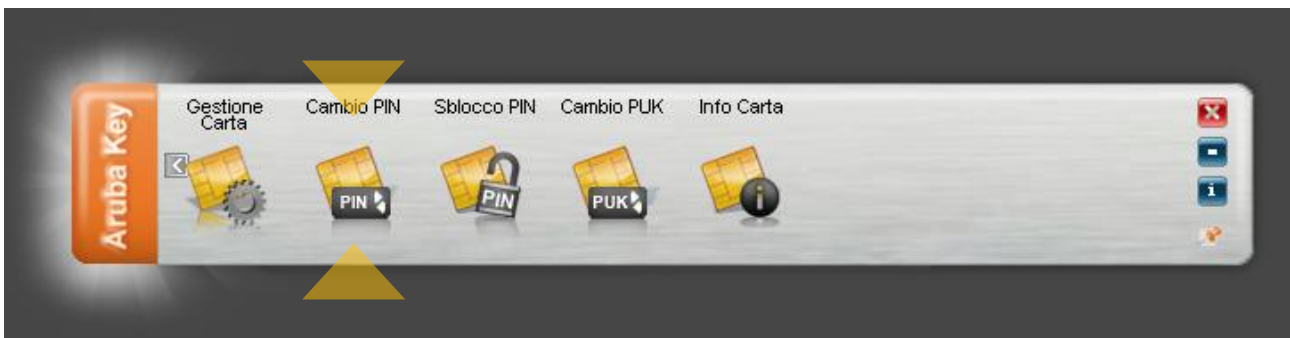 Aruba Key
Gestione
Carta
Cambio PIN
Sblocco PIN
Cambio PUK
Info Carta
PIN
PIN
PUK
i
i